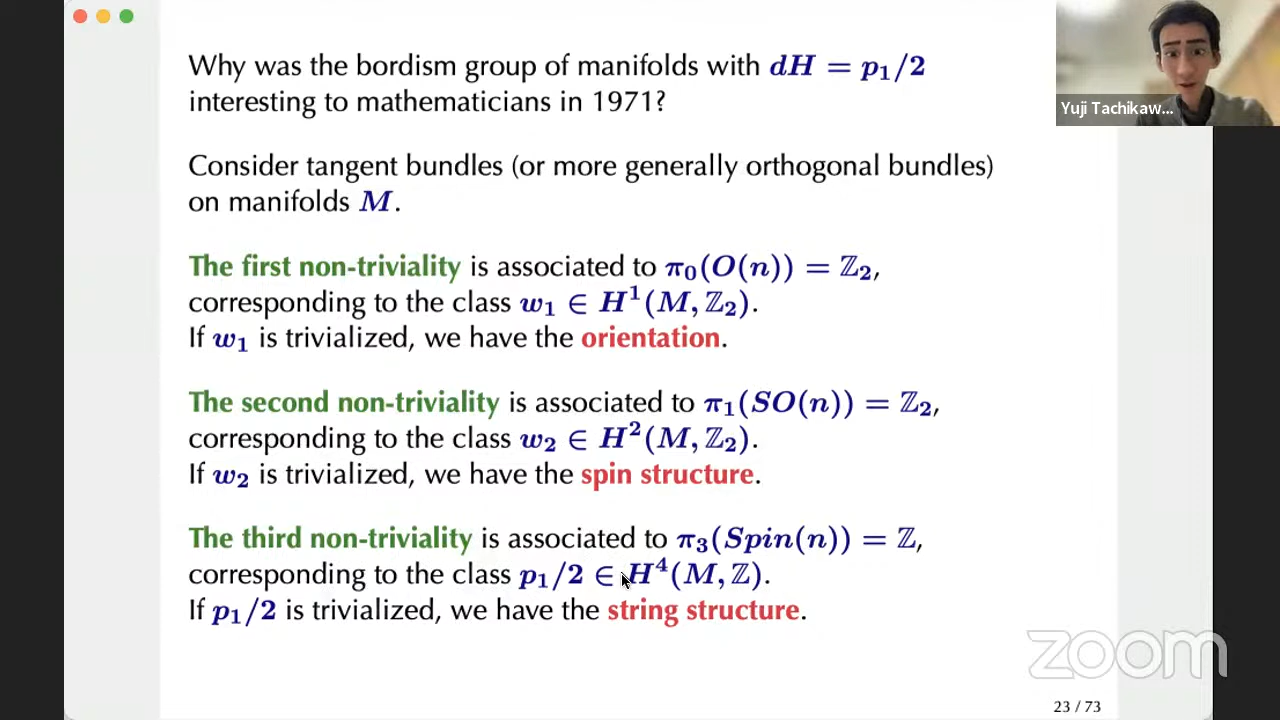 Why was the bordism group of manifolds with dH = p₁/2
interesting to mathematicians in 1971?
Consider tangent bundles (or more generally orthogonal bundles)
on manifolds M.
The first non-triviality is associated to π₀(O(n)) = ℤ₂,
corresponding to the class w₁ ∈ H¹(M, ℤ₂).
If w₁ is trivialized, we have the orientation.
The second non-triviality is associated to π₁(SO(n)) = ℤ₂,
corresponding to the class w₂ ∈ H²(M, ℤ₂).
If w₂ is trivialized, we have the spin structure.
The third non-triviality is associated to π₃(Spin(n)) = ℤ,
corresponding to the class p₁/2 ∈ H⁴(M, ℤ).
If p₁/2 is trivialized, we have the string structure.
Yuji Tachikaw...
zoom
23 / 73